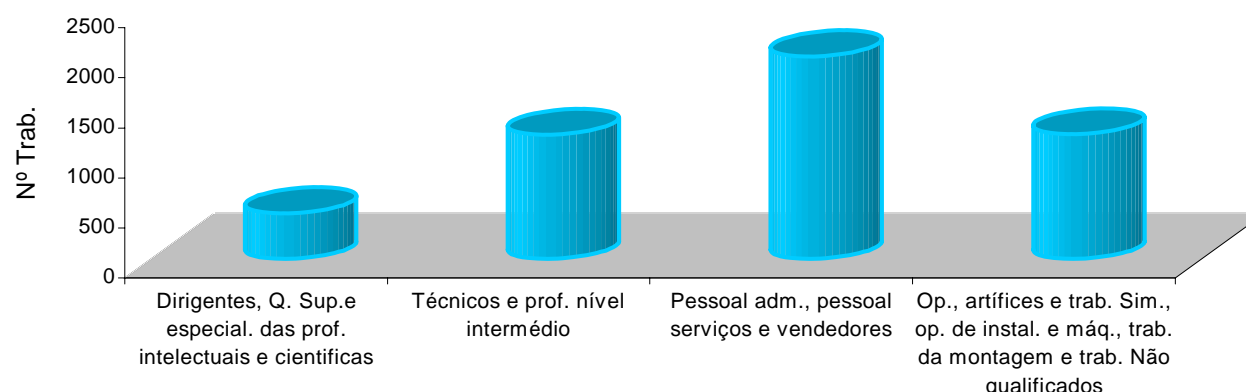 2500
2000
1500
1000
500
0
Nº Trab.
Dirigentes, Q. Sup.e
especial. das prof.
intelectuais e cientificas
Técnicos e prof. nível
intermédio
Pessoal adm., pessoal
serviços e vendedores
Op., artífices e trab. Sim.,
op. de instal. e máq., trab.
da montagem e trab. Não
qualificados